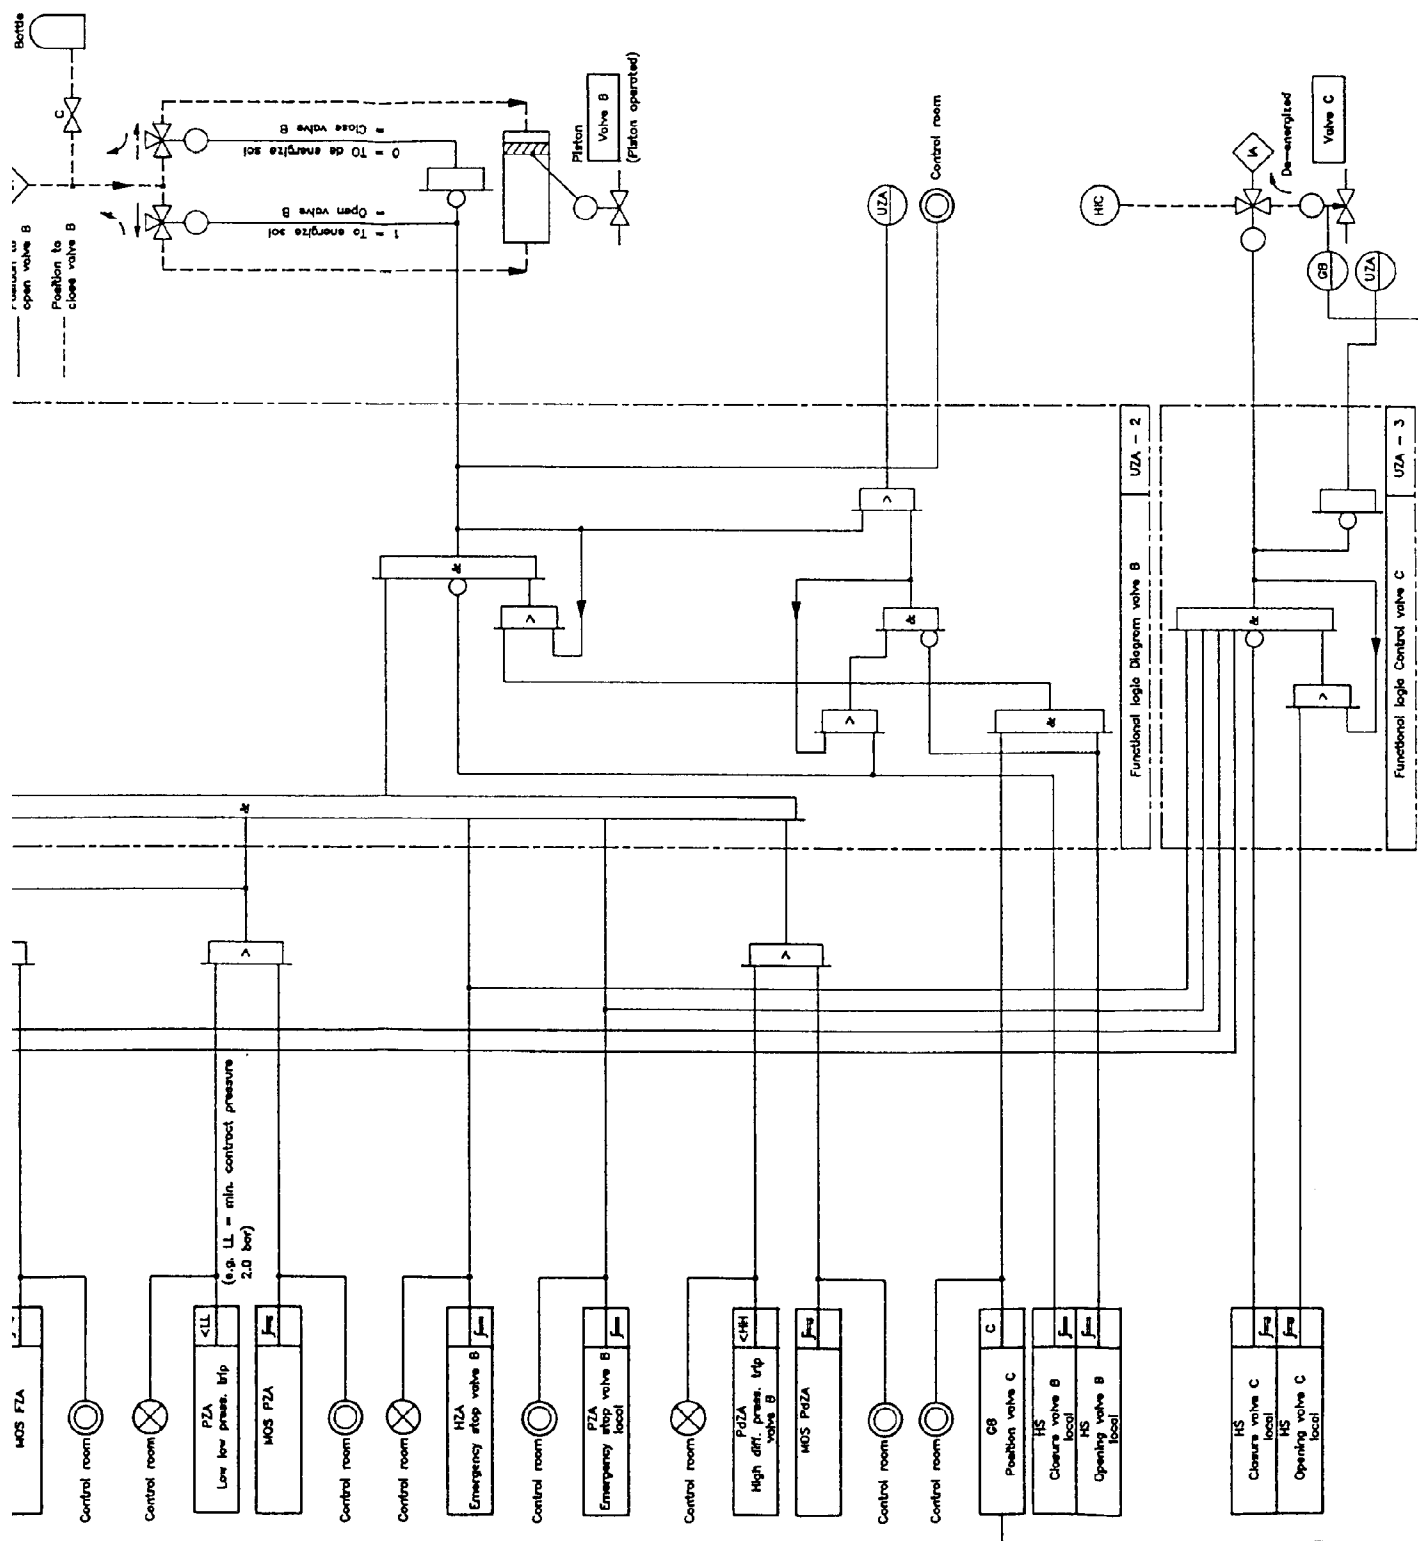 Bottle
C
Position to
open valve B
Position to
close valve B
0 = TO de energize sol
= Close valve B
1 = To energize sol
= Open valve B
Piston
Valve B
(Piston operated)
UZA
Control room
HIC
IA
De-energized
Valve C
GB
UZA
&
>
>
&
>
&
&
>
&
>
>
Functional logic Diagram valve B
UZA - 2
Functional logic Control valve C
UZA - 3
(e.g. LL = min. contract pressure
2.0 bar)
MOS FZA
Control room
Control room
<LL
PZA
Low low press. trip
MOS PZA
Control room
Control room
HZA
Emergency stop valve B
Control room
PZA
Emergency stop valve B
local
Control room
<HH
PdZA
High diff. press. trip
valve B
MOS PdZA
Control room
Control room
C
GB
Position valve C
HS
Closure valve B
local
HS
Opening valve B
local
HS
Closure valve C
local
HS
Opening valve C
local